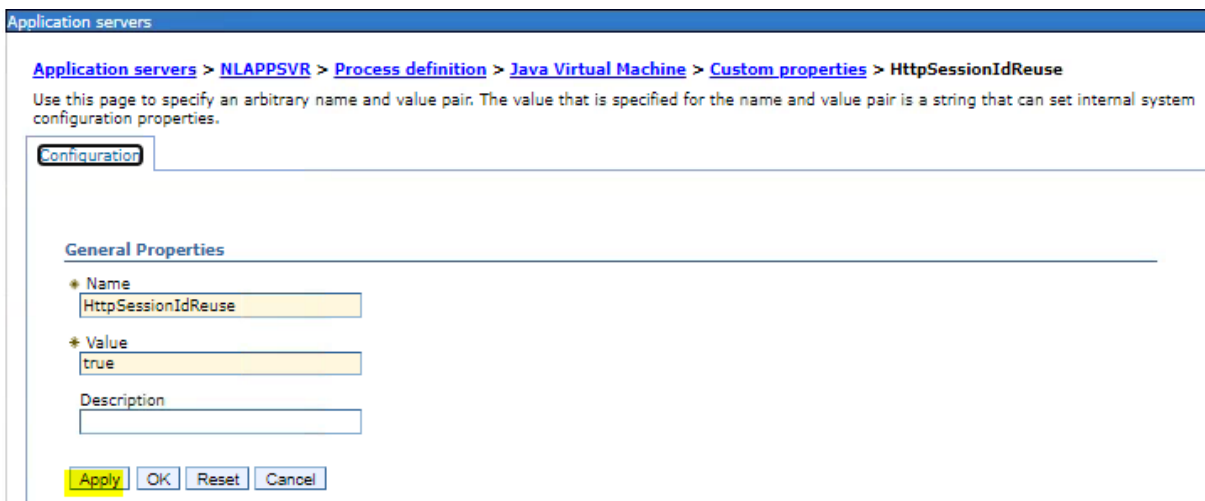 Application servers
Application servers > NLAPPSVR > Process definition > Java Virtual Machine > Custom properties > HttpSessionIdReuse
Use this page to specify an arbitrary name and value pair. The value that is specified for the name and value pair is a string that can set internal system
configuration properties.
Configuration
General Properties
* Name
HttpSessionIdReuse
* Value
true
Description
Apply OK Reset Cancel